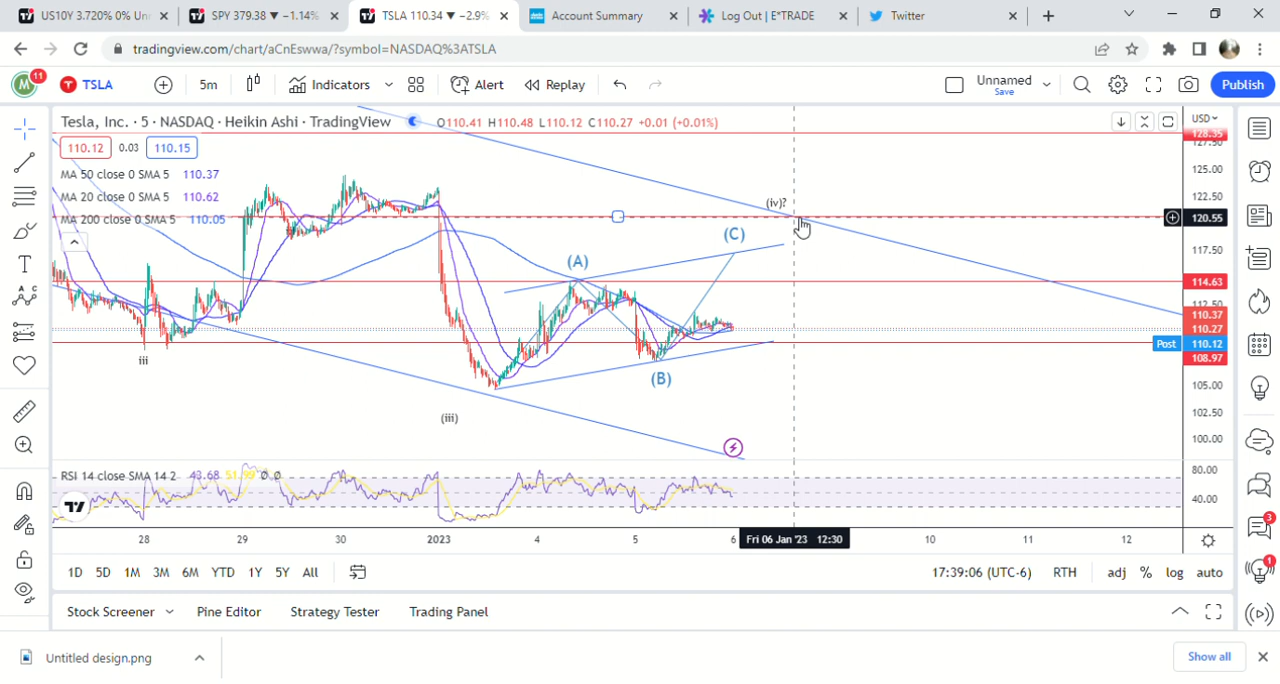 US10Y 3.720% 0% Un
SPY 379.38 ▼ −1.14%
TSLA 110.34 ▼ −2.9%
Account Summary
Log Out | E*TRADE
Twitter
tradingview.com/chart/aCnEswwa/?symbol=NASDAQ%3ATSLA
M 11
TSLA
5m
Indicators
Alert
Replay
Unnamed
Save
Publish
Tesla, Inc. · 5 · NASDAQ · Heikin Ashi · TradingView
O110.41 H110.48 L110.12 C110.27 +0.01 (+0.01%)
110.12 0.03 110.15
MA 50 close 0 SMA 5 110.37
MA 20 close 0 SMA 5 110.62
MA 200 close 0 SMA 5 110.05
USD
128.35
127.50
125.00
122.50
120.55
117.50
114.63
112.50
110.37
110.27
Post 110.12
108.97
105.00
102.50
100.00
(iv)?
(C)
(A)
(B)
iii
(iii)
RSI 14 close SMA 14 2 43.68 51.99 Ø Ø
80.00
40.00
28 29 30 2023 4 5 6 Fri 06 Jan '23 12:30 10 11 12
1D 5D 1M 3M 6M YTD 1Y 5Y All
17:39:06 (UTC-6) RTH adj % log auto
3
1
Stock Screener Pine Editor Strategy Tester Trading Panel
Untitled design.png
Show all